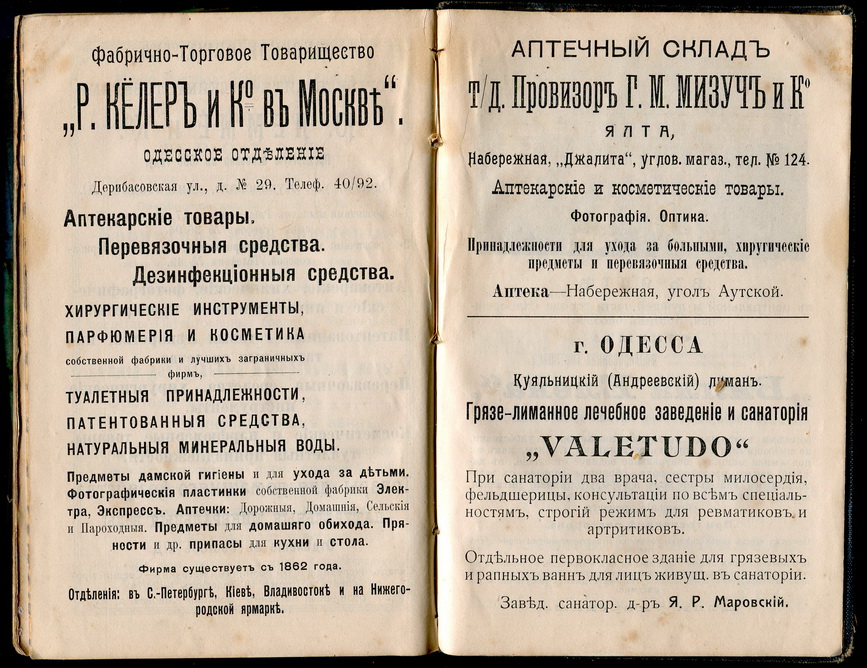 Фабрично-Торговое Товарищество
„Р. КЁЛЕРЪ и Ко въ Москвѣ“.
ОДЕССКОЕ ОТДѢЛЕНІЕ
Дерибасовская ул., д. № 29. Телеф. 40/92.
Аптекарскіе товары.
Перевязочныя средства.
Дезинфекціонныя средства.
ХИРУРГИЧЕСКІЕ ИНСТРУМЕНТЫ,
ПАРФЮМЕРІЯ И КОСМЕТИКА
собственной фабрики и лучшихъ заграничныхъ
фирмъ,
ТУАЛЕТНЫЯ ПРИНАДЛЕЖНОСТИ,
ПАТЕНТОВАННЫЯ СРЕДСТВА,
НАТУРАЛЬНЫЯ МИНЕРАЛЬНЫЯ ВОДЫ.
Предметы дамской гигіены и для ухода за дѣтьми.
Фотографическія пластинки собственной фабрики Элек-
тра, Экспрессъ. Аптечки: Дорожныя, Домашнія, Сельскія
и Пароходныя. Предметы для домашяго обихода. Пря-
ности и др. припасы для кухни и стола.
Фирма существуетъ съ 1862 года.
Отдѣленія: въ С.-Петербургѣ, Кіевѣ, Владивостокѣ и на Нижего-
родской ярмаркѣ.
АПТЕЧНЫЙ СКЛАДЪ
т/д. Провизоръ Г. М. МИЗУЧЪ и Ко
ЯЛТА,
Набережная, „Джалита“, углов. магаз., тел. № 124.
Аптекарскіе и косметическіе товары.
Фотографія. Оптика.
Принадлежности для ухода за больными, хиругическіе
предметы и перевязочныя средства.
Аптека—Набережная, уголъ Аутской.
г. ОДЕССА
Куяльницкій (Андреевскій) лиманъ.
Грязе-лиманное лечебное заведеніе и санаторія
„VALETUDO“
При санаторіи два врача, сестры милосердія,
фельдшерицы, консультаціи по всѣмъ спеціаль-
ностямъ, строгій режимъ для ревматиковъ и
артритиковъ.
Отдѣльное первокласное зданіе для грязевыхъ
и рапныхъ ваннъ для лицъ живущ. въ санаторіи.
Завѣд. санатор. д-ръ Я. Р. Маровскій.